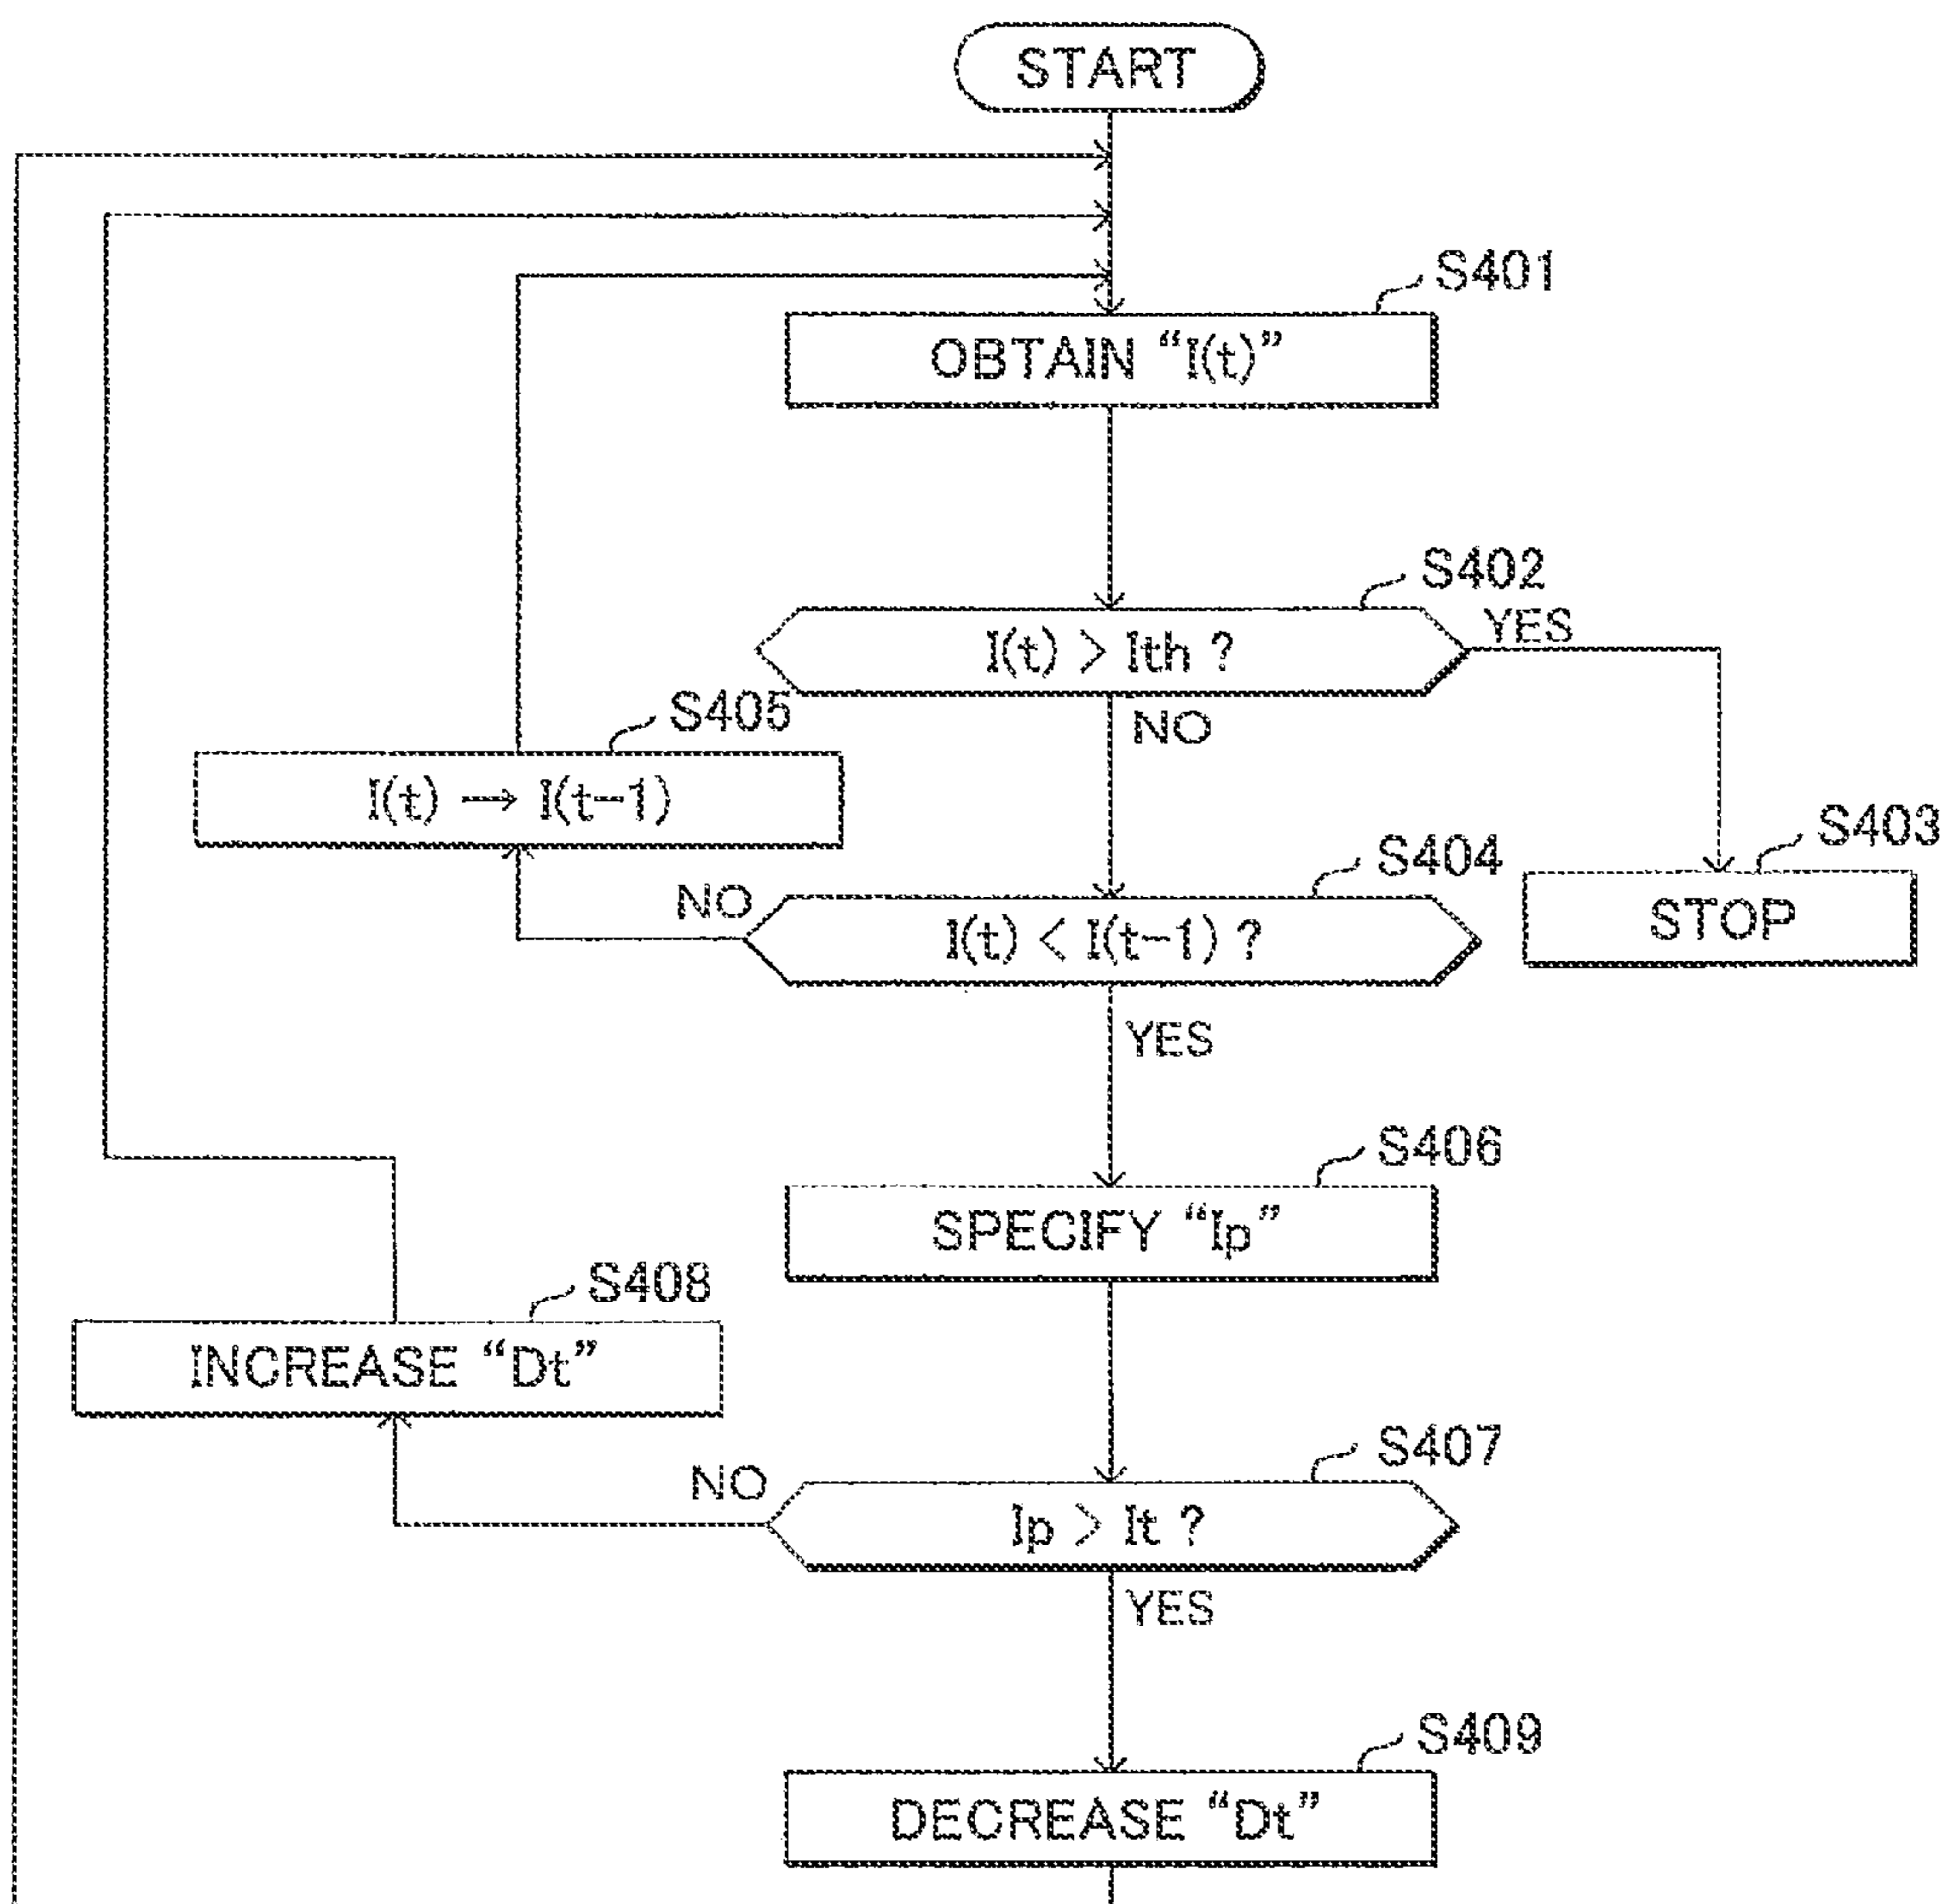 START
S401
OBTAIN “I(t)”
S402
I(t) > Ith ?
YES
NO
S405
I(t) → I(t-1)
S403
STOP
S404
NO
I(t) < I(t-1) ?
YES
S406
SPECIFY “Ip”
S408
INCREASE “Dt”
S407
NO
Ip > It ?
YES
S409
DECREASE “Dt”